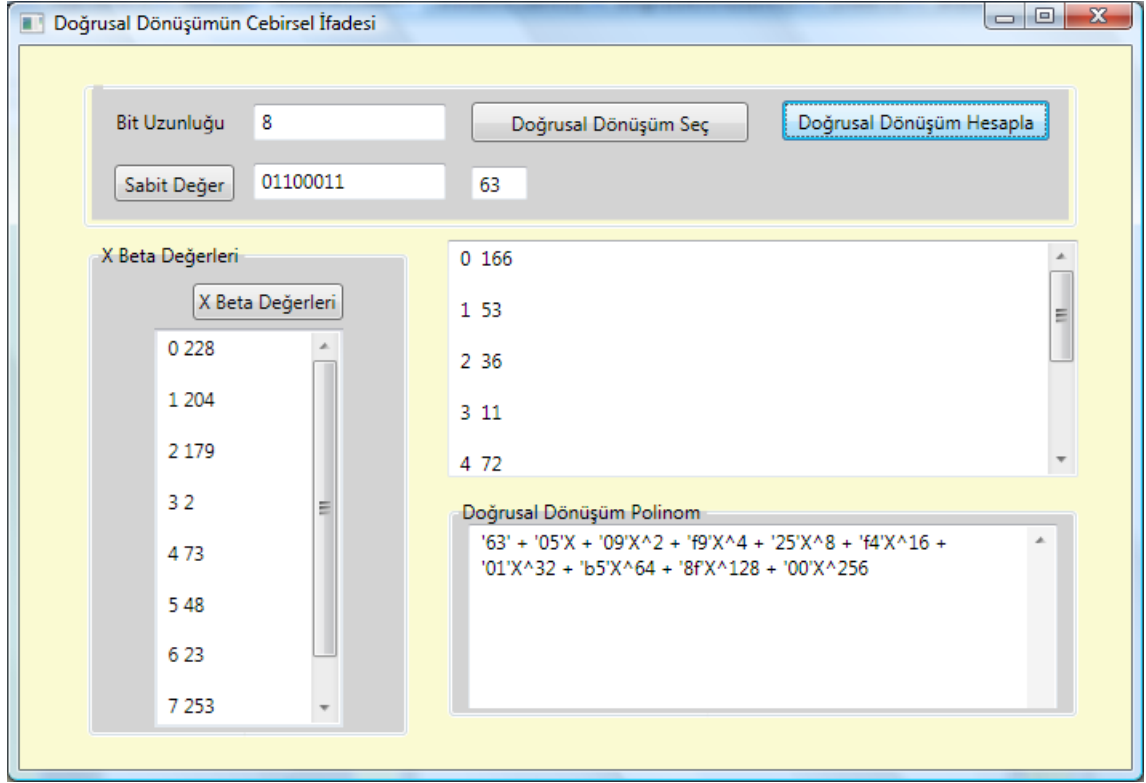 Doğrusal Dönüşümün Cebirsel İfadesi
Bit Uzunluğu 8 Doğrusal Dönüşüm Seç Doğrusal Dönüşüm Hesapla
Sabit Değer 01100011 63
X Beta Değerleri
X Beta Değerleri
0 228
1 204
2 179
3 2
4 73
5 48
6 23
7 253
0 166
1 53
2 36
3 11
4 72
Doğrusal Dönüşüm Polinom
'63' + '05'X + '09'X^2 + 'f9'X^4 + '25'X^8 + 'f4'X^16 +
'01'X^32 + 'b5'X^64 + '8f'X^128 + '00'X^256